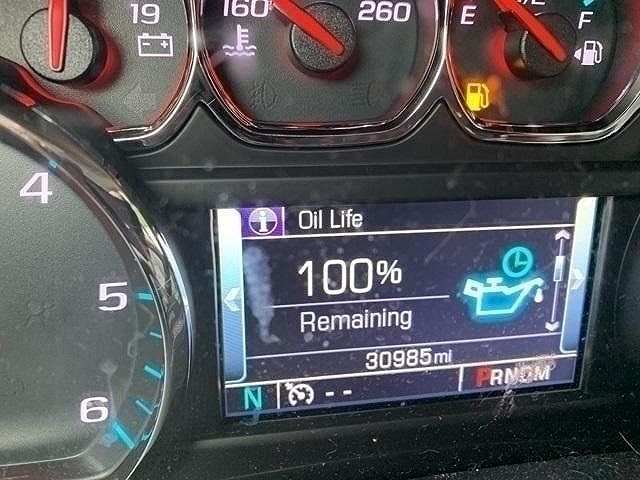 19
160
260
E
F
4
5
6
Oil Life
100%
Remaining
30985mi
N
--
PRNDM